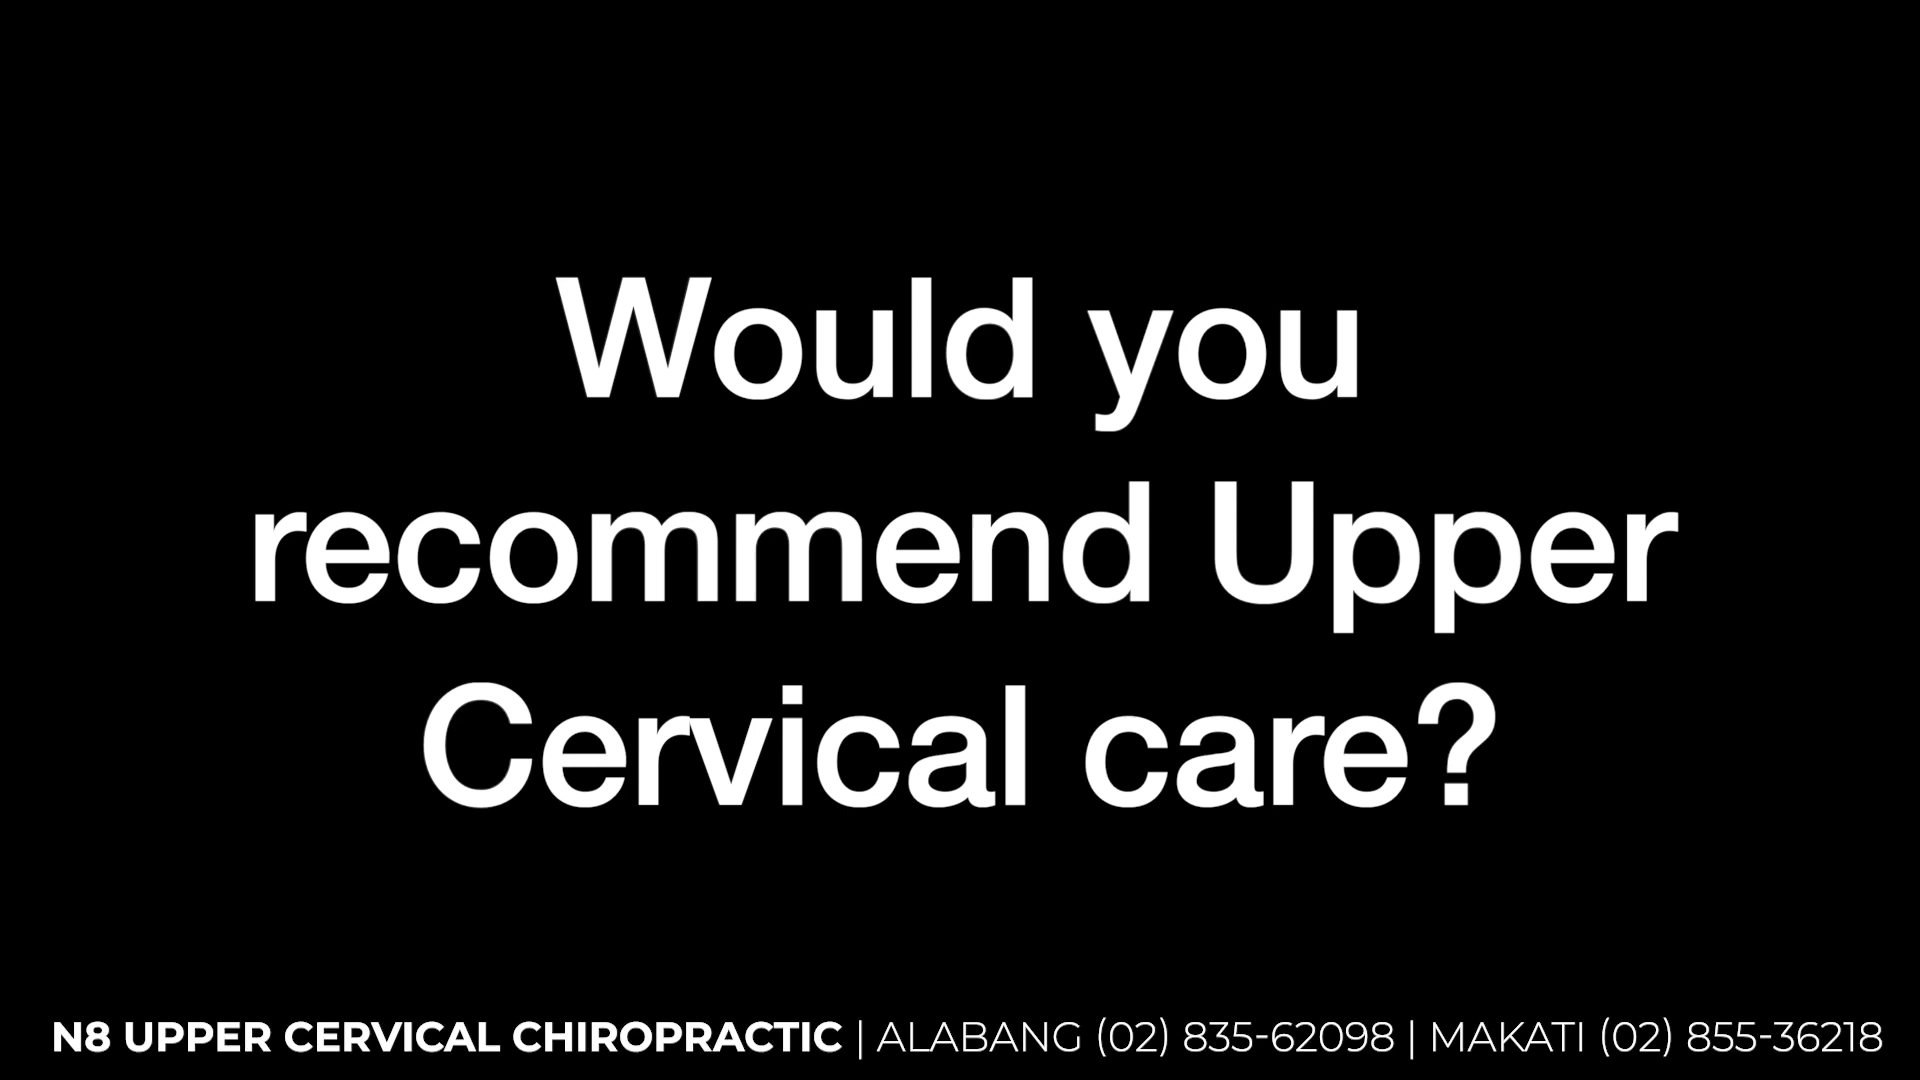 Would you
recommend Upper
Cervical care?
N8 UPPER CERVICAL CHIROPRACTIC | ALABANG (02) 835-62098 | MAKATI (02) 855-36218